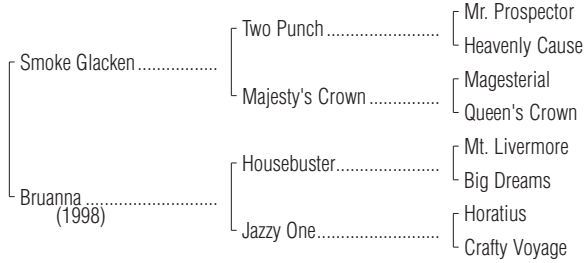 Mr. Prospector
Two Punch
Heavenly Cause
Smoke Glacken
Magesterial
Majesty's Crown
Queen's Crown
Mt. Livermore
Housebuster
Big Dreams
Bruanna
(1998)
Horatius
Jazzy One
Crafty Voyage